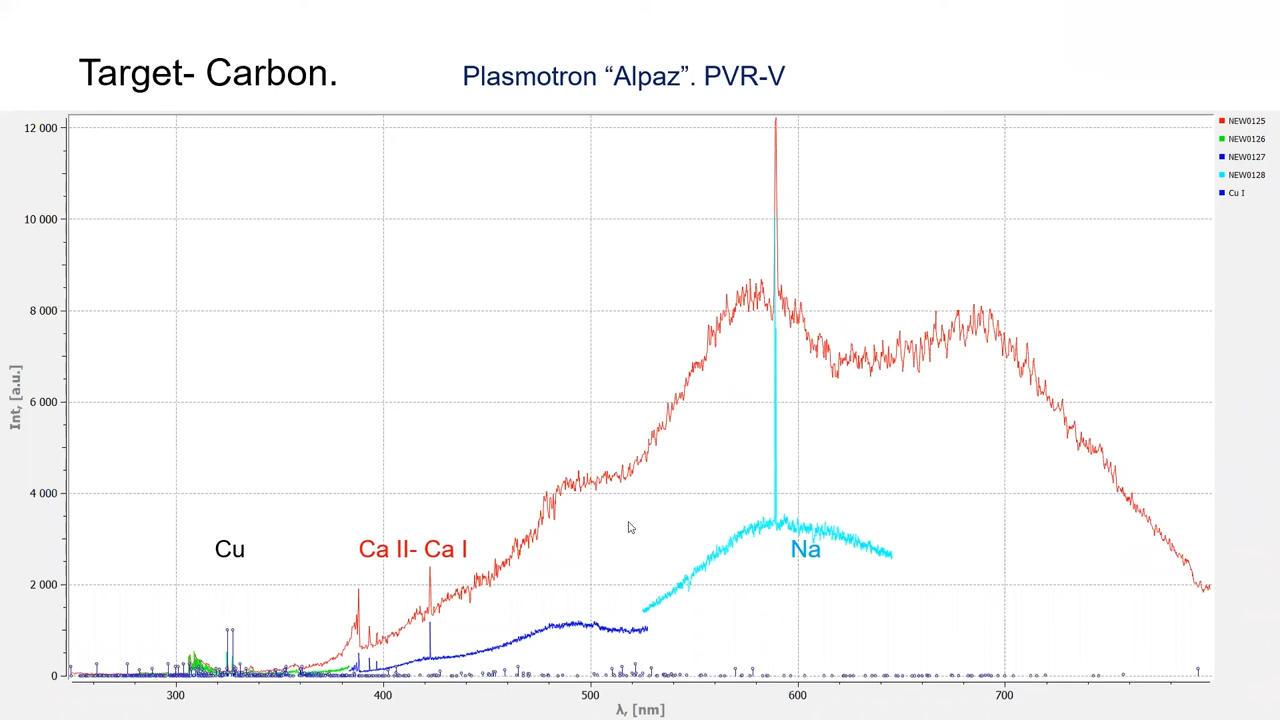 Target- Carbon.
Plasmotron “Alpaz”. PVR-V
12 000
10 000
8 000
6 000
4 000
2 000
0
Int, [a.u.]
300
400
500
600
700
λ, [nm]
Cu
Ca II- Ca I
Na
NEW0125
NEW0126
NEW0127
NEW0128
Cu I